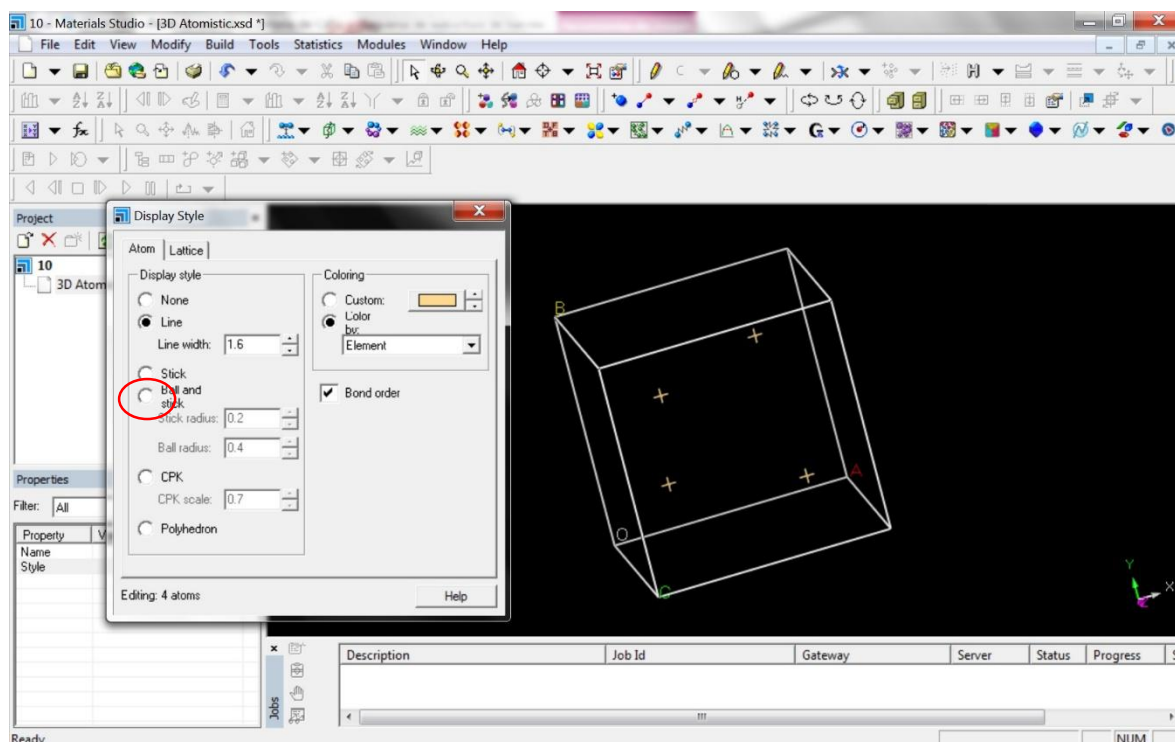 10 - Materials Studio - [3D Atomistic.xsd *]
File Edit View Modify Build Tools Statistics Modules Window Help
Project
10
3D Atom
Display Style
Atom Lattice
Display style
None
Line
Line width: 1.6
Stick
Ball and
stick
Stick radius: 0.2
Ball radius: 0.4
CPK
CPK scale: 0.7
Polyhedron
Coloring
Custom:
Color
by:
Element
Bond order
Editing: 4 atoms
Help
B
A
O
C
Y
X
Properties
Filter: All
Property V
Name
Style
Jobs
Description Job Id Gateway Server Status Progress S
Ready
NUM